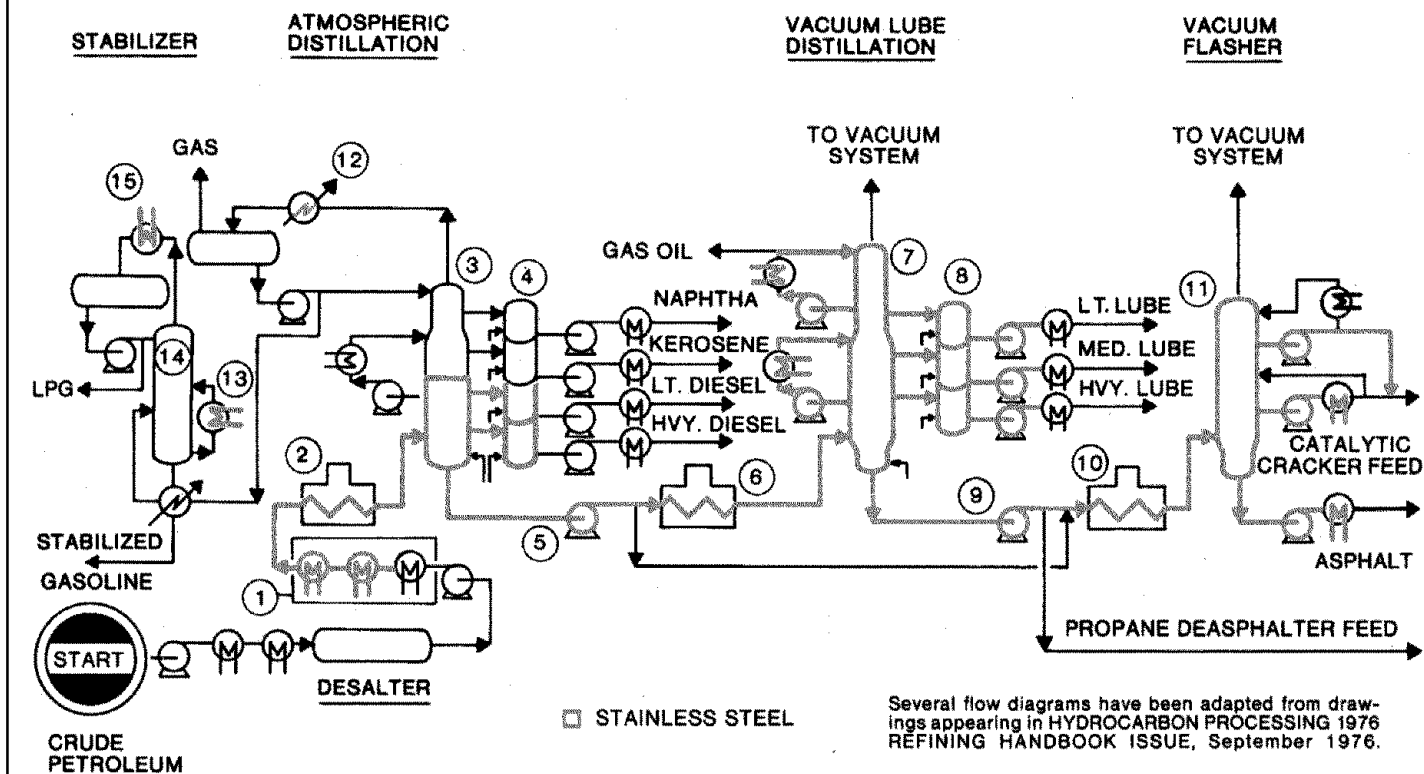 STABILIZER
ATMOSPHERIC
DISTILLATION
VACUUM LUBE
DISTILLATION
VACUUM
FLASHER
GAS
12
15
TO VACUUM
SYSTEM
TO VACUUM
SYSTEM
3
4
GAS OIL
7
8
11
NAPHTHA
KEROSENE
LT. DIESEL
HVY. DIESEL
LT. LUBE
MED. LUBE
HVY. LUBE
14
13
LPG
2
6
10
CATALYTIC
CRACKER FEED
5
9
STABILIZED
GASOLINE
1
ASPHALT
START
DESALTER
PROPANE DEASPHALTER FEED
STAINLESS STEEL
CRUDE
PETROLEUM
Several flow diagrams have been adapted from draw-
ings appearing in HYDROCARBON PROCESSING 1976
REFINING HANDBOOK ISSUE, September 1976.